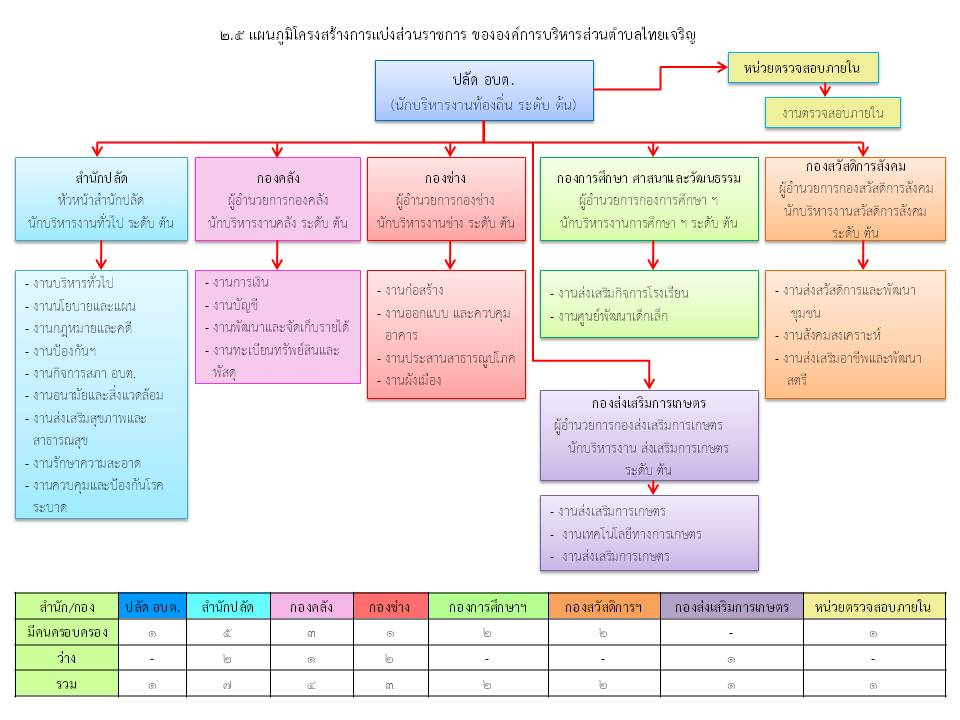 ๒.๕ แผนภูมิโครงสร้างการแบ่งส่วนราชการ ขององค์การบริหารส่วนตำบลไทยเจริญ
ปลัด อบต.
(นักบริหารงานท้องถิ่น ระดับ ต้น)
หน่วยตรวจสอบภายใน
งานตรวจสอบภายใน
สำนักปลัด
หัวหน้าสำนักปลัด
นักบริหารงานทั่วไป ระดับ ต้น
กองคลัง
ผู้อำนวยการกองคลัง
นักบริหารงานคลัง ระดับ ต้น
กองช่าง
ผู้อำนวยการกองช่าง
นักบริหารงานช่าง ระดับ ต้น
กองการศึกษา ศาสนาและวัฒนธรรม
ผู้อำนวยการกองการศึกษา ฯ
นักบริหารงานการศึกษา ฯ ระดับ ต้น
กองสวัสดิการสังคม
ผู้อำนวยการกองสวัสดิการสังคม
นักบริหารงานสวัสดิการสังคม
ระดับ ต้น
- งานบริหารทั่วไป
- งานนโยบายและแผน
- งานกฎหมายและคดี
- งานป้องกันฯ
- งานกิจการสภา อบต.
- งานอนามัยและสิ่งแวดล้อม
- งานส่งเสริมสุขภาพและ
สาธารณสุข
- งานรักษาความสะอาด
- งานควบคุมและป้องกันโรค
ระบาด
- งานการเงิน
- งานบัญชี
- งานพัฒนาและจัดเก็บรายได้
- งานทะเบียนทรัพย์สินและ
พัสดุ
- งานก่อสร้าง
- งานออกแบบ และควบคุม
อาคาร
- งานประสานสาธารณูปโภค
- งานผังเมือง
- งานส่งเสริมกิจการโรงเรียน
- งานศูนย์พัฒนาเด็กเล็ก
- งานส่งสวัสดิการและพัฒนา
ชุมชน
- งานสังคมสงเคราะห์
- งานส่งเสริมอาชีพและพัฒนา
สตรี
กองส่งเสริมการเกษตร
ผู้อำนวยการกองส่งเสริมการเกษตร
นักบริหารงาน ส่งเสริมการเกษตร
ระดับ ต้น
- งานส่งเสริมการเกษตร
- งานเทคโนโลยีทางการเกษตร
- งานส่งเสริมการเกษตร
สำนัก/กอง ปลัด อบต. สำนักปลัด กองคลัง กองช่าง กองการศึกษาฯ กองสวัสดิการฯ กองส่งเสริมการเกษตร หน่วยตรวจสอบภายใน
มีคนครอบครอง ๑ ๕ ๓ ๑ ๒ ๒ - ๑
ว่าง - ๒ ๑ ๒ - - ๑ -
รวม ๑ ๗ ๔ ๓ ๒ ๒ ๑ ๑